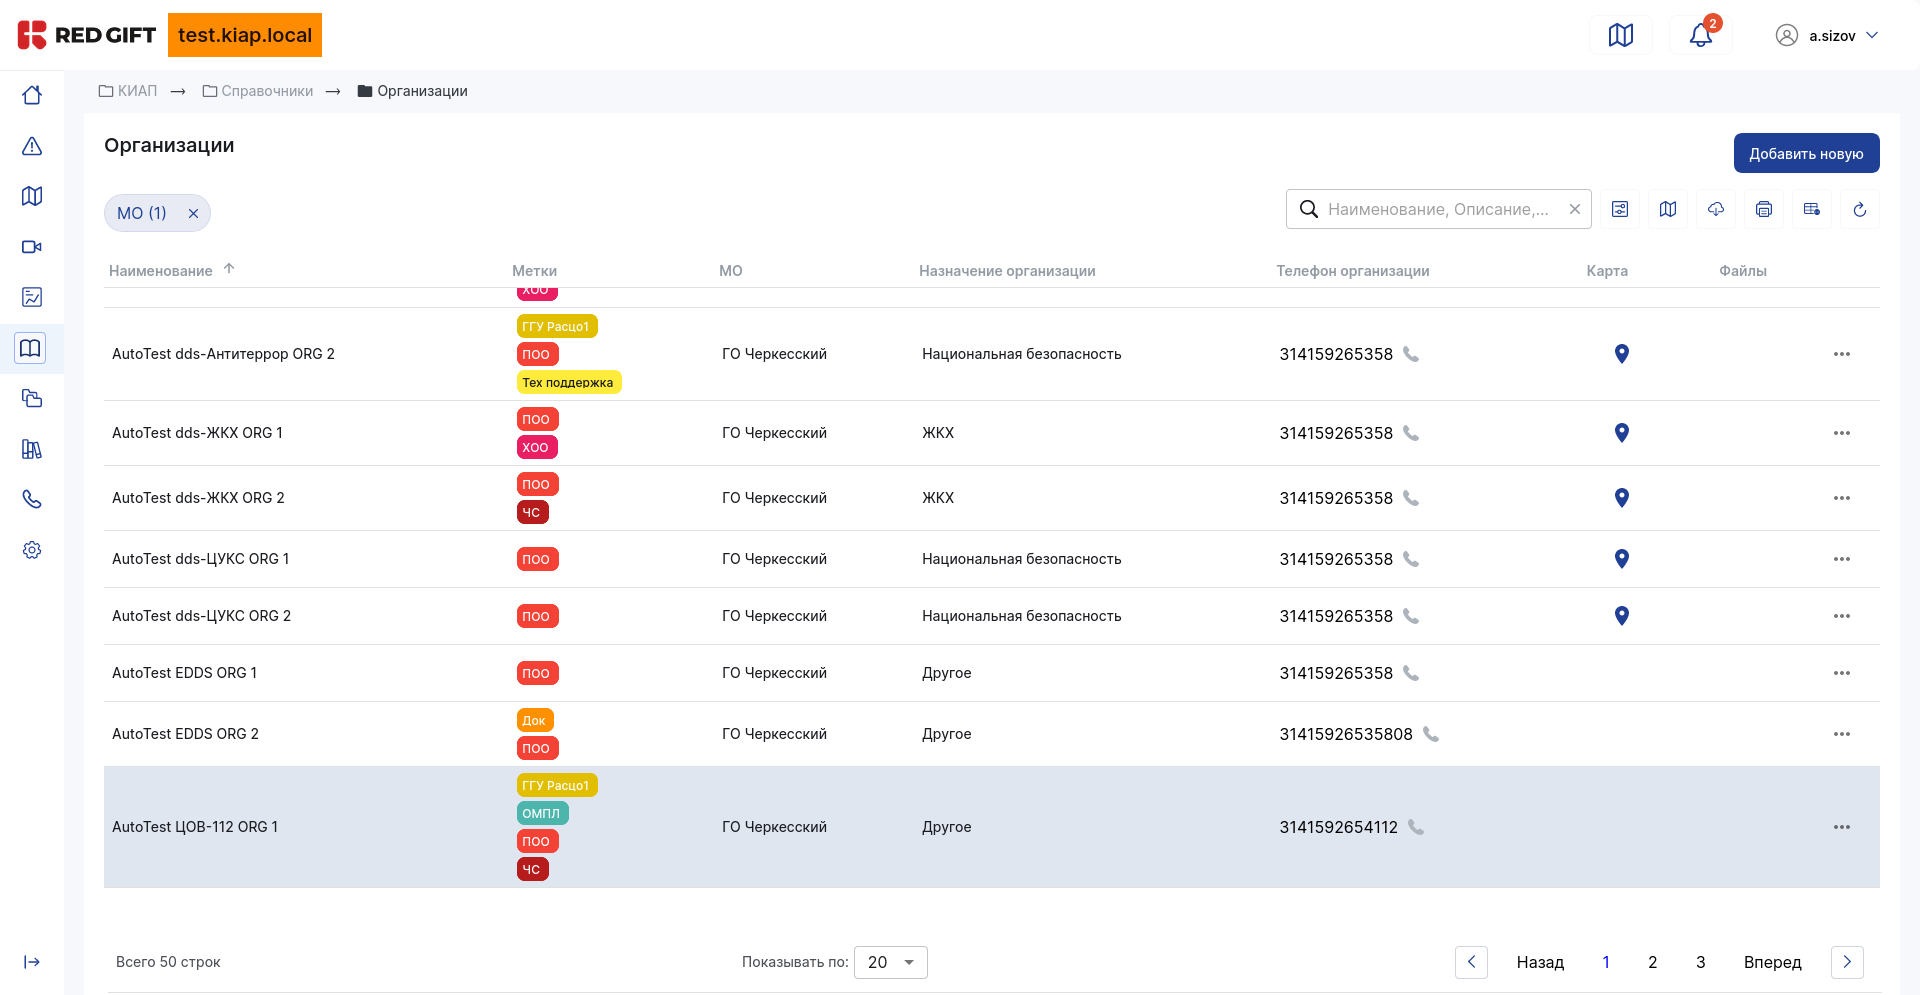 RED GIFT test.kiap.local 2 a.sizov
КИАП → Справочники → Организации
Организации
Добавить новую
МО (1)
Наименование, Описание,...
Наименование Метки МО Назначение организации Телефон организации Карта Файлы
ХОО
ГГУ Расцо1
AutoTest dds-Антитеррор ORG 2 ПОО ГО Черкесский Национальная безопасность 314159265358
Тех поддержка
ПОО
AutoTest dds-ЖКХ ORG 1 ГО Черкесский ЖКХ 314159265358
ХОО
ПОО
AutoTest dds-ЖКХ ORG 2 ГО Черкесский ЖКХ 314159265358
ЧС
AutoTest dds-ЦУКС ORG 1 ПОО ГО Черкесский Национальная безопасность 314159265358
AutoTest dds-ЦУКС ORG 2 ПОО ГО Черкесский Национальная безопасность 314159265358
AutoTest EDDS ORG 1 ПОО ГО Черкесский Другое 314159265358
Док
AutoTest EDDS ORG 2 ГО Черкесский Другое 31415926535808
ПОО
ГГУ Расцо1
ОМПЛ
AutoTest ЦОВ-112 ORG 1 ГО Черкесский Другое 3141592654112
ПОО
ЧС
Всего 50 строк Показывать по: 20 Назад 1 2 3 Вперед